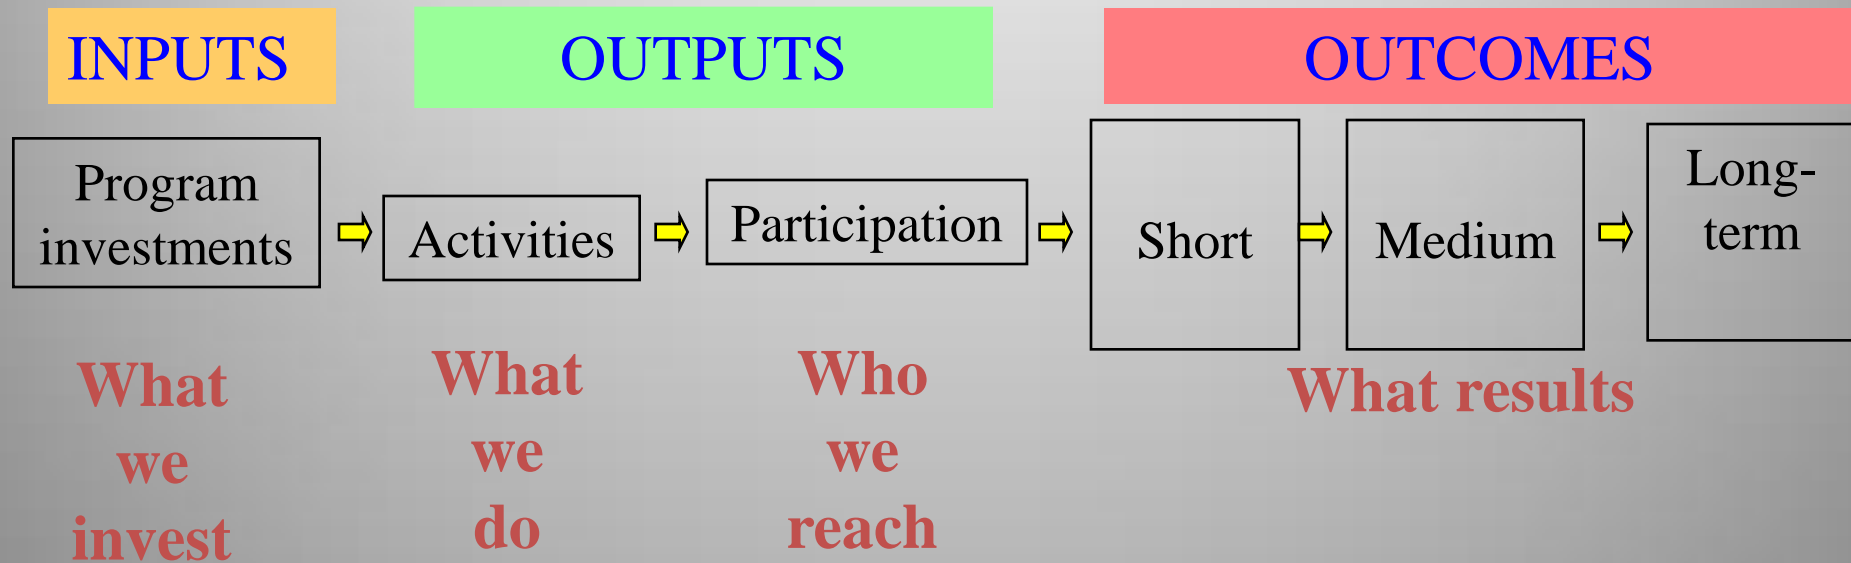 INPUTS
OUTPUTS
OUTCOMES
Program
investments
Activities
Participation
Short
Medium
Long-
term
What
we
invest
What
we
do
Who
we
reach
What results